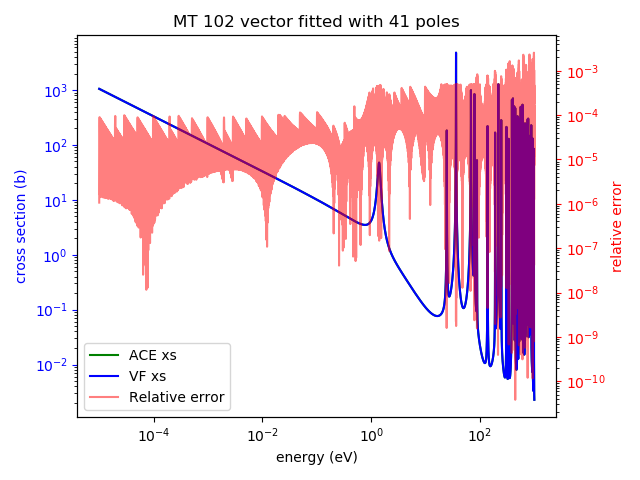 MT 102 vector fitted with 41 poles
10³
10²
10¹
10⁰
10⁻¹
10⁻²
cross section (b)
10⁻³
10⁻⁴
10⁻⁵
10⁻⁶
10⁻⁷
10⁻⁸
10⁻⁹
10⁻¹⁰
relative error
ACE xs
VF xs
Relative error
10⁻⁴ 10⁻² 10⁰ 10²
energy (eV)